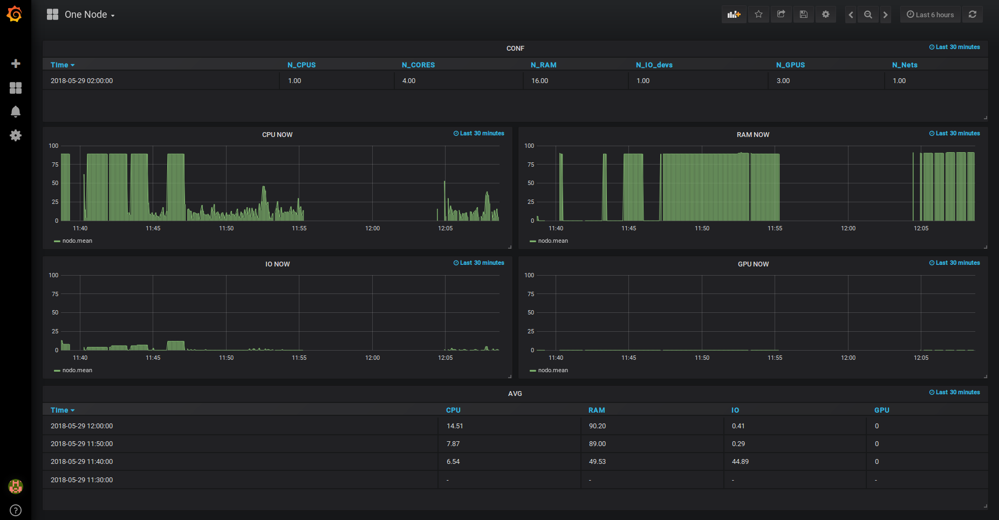 One Node
Last 6 hours
CONF
Last 30 minutes
Time N_CPUS N_CORES N_RAM N_IO_devs N_GPUS N_Nets
2018-05-29 02:00:00 1.00 4.00 16.00 1.00 3.00 1.00
CPU NOW
Last 30 minutes
100
75
50
25
0
11:40 11:45 11:50 11:55 12:00 12:05
nodo.mean
RAM NOW
Last 30 minutes
100
75
50
25
0
11:40 11:45 11:50 11:55 12:00 12:05
nodo.mean
IO NOW
Last 30 minutes
100
75
50
25
0
11:40 11:45 11:50 11:55 12:00 12:05
nodo.mean
GPU NOW
Last 30 minutes
100
75
50
25
0
11:40 11:45 11:50 11:55 12:00 12:05
nodo.mean
AVG
Last 30 minutes
Time CPU RAM IO GPU
2018-05-29 12:00:00 14.51 90.20 0.41 0
2018-05-29 11:50:00 7.87 89.00 0.29 0
2018-05-29 11:40:00 6.54 49.53 44.89 0
2018-05-29 11:30:00 - - - -
?